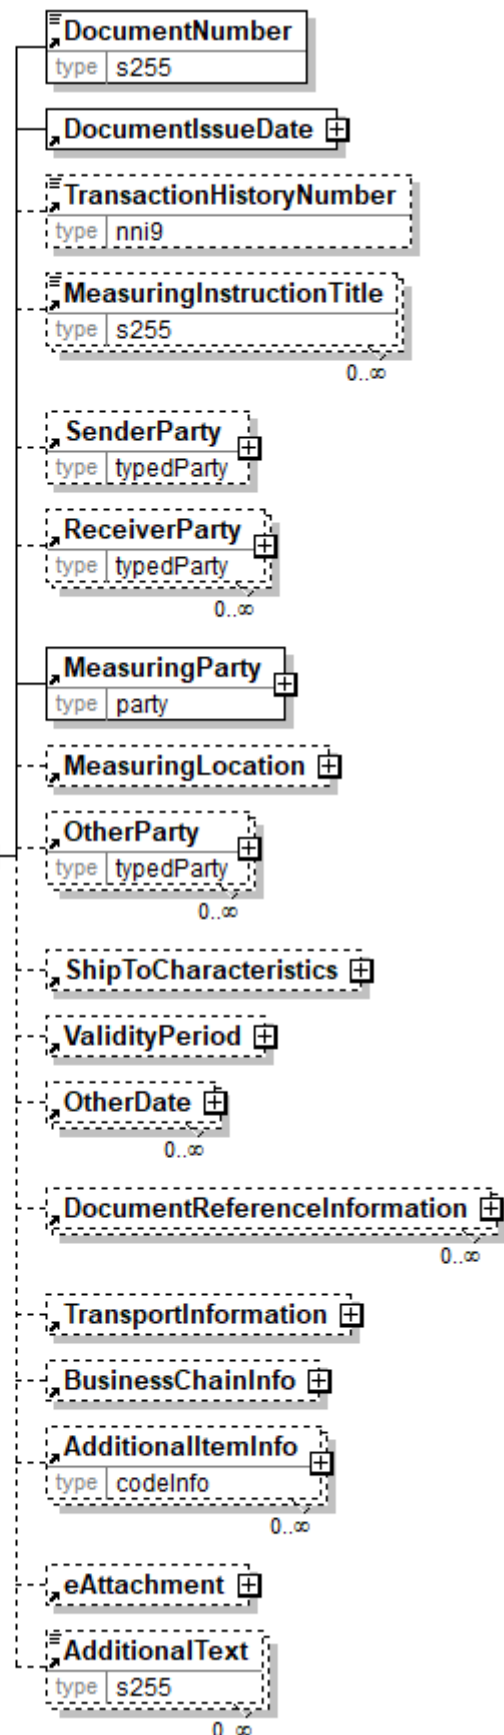 DocumentNumber
type s255
DocumentIssueDate
TransactionHistoryNumber
type nni9
MeasuringInstructionTitle
type s255
0..∞
SenderParty
type typedParty
ReceiverParty
type typedParty
0..∞
MeasuringParty
type party
MeasuringLocation
OtherParty
type typedParty
0..∞
ShipToCharacteristics
ValidityPeriod
OtherDate
0..∞
DocumentReferenceInformation
0..∞
TransportInformation
BusinessChainInfo
AdditionalItemInfo
type codeInfo
0..∞
eAttachment
AdditionalText
type s255
0..∞